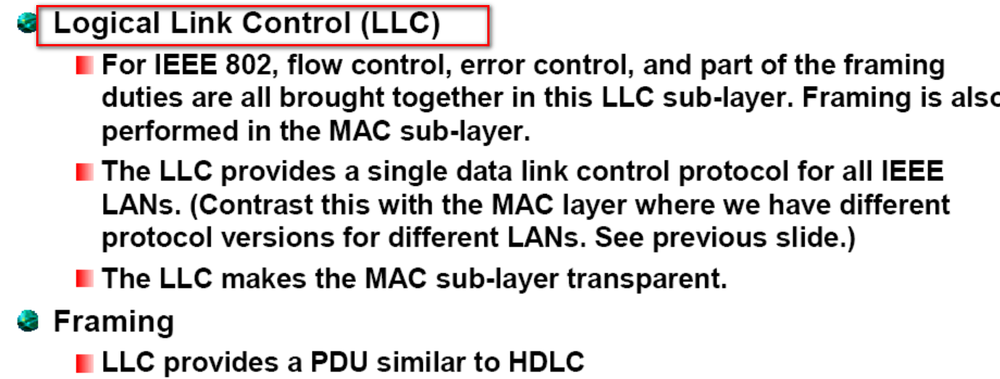 Logical Link Control (LLC)
For IEEE 802, flow control, error control, and part of the framing
duties are all brought together in this LLC sub-layer. Framing is also
performed in the MAC sub-layer.
The LLC provides a single data link control protocol for all IEEE
LANs. (Contrast this with the MAC layer where we have different
protocol versions for different LANs. See previous slide.)
The LLC makes the MAC sub-layer transparent.
Framing
LLC provides a PDU similar to HDLC